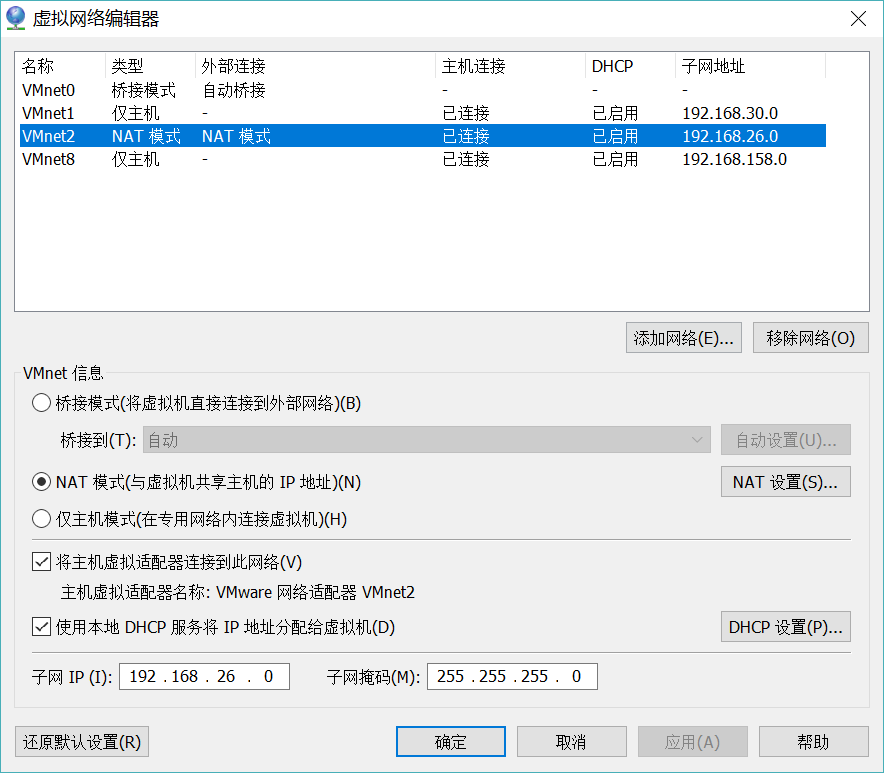 虚拟网络编辑器
名称 类型 外部连接 主机连接 DHCP 子网地址
VMnet0 桥接模式 自动桥接 - - -
VMnet1 仅主机 - 已连接 已启用 192.168.30.0
VMnet2 NAT 模式 NAT 模式 已连接 已启用 192.168.26.0
VMnet8 仅主机 - 已连接 已启用 192.168.158.0
添加网络(E)... 移除网络(O)
VMnet 信息
桥接模式(将虚拟机直接连接到外部网络)(B)
桥接到(T): 自动 自动设置(U)...
NAT 模式(与虚拟机共享主机的 IP 地址)(N) NAT 设置(S)...
仅主机模式(在专用网络内连接虚拟机)(H)
将主机虚拟适配器连接到此网络(V)
主机虚拟适配器名称: VMware 网络适配器 VMnet2
使用本地 DHCP 服务将 IP 地址分配给虚拟机(D) DHCP 设置(P)...
子网 IP (I): 192 . 168 . 26 . 0 子网掩码(M): 255 . 255 . 255 . 0
还原默认设置(R) 确定 取消 应用(A) 帮助